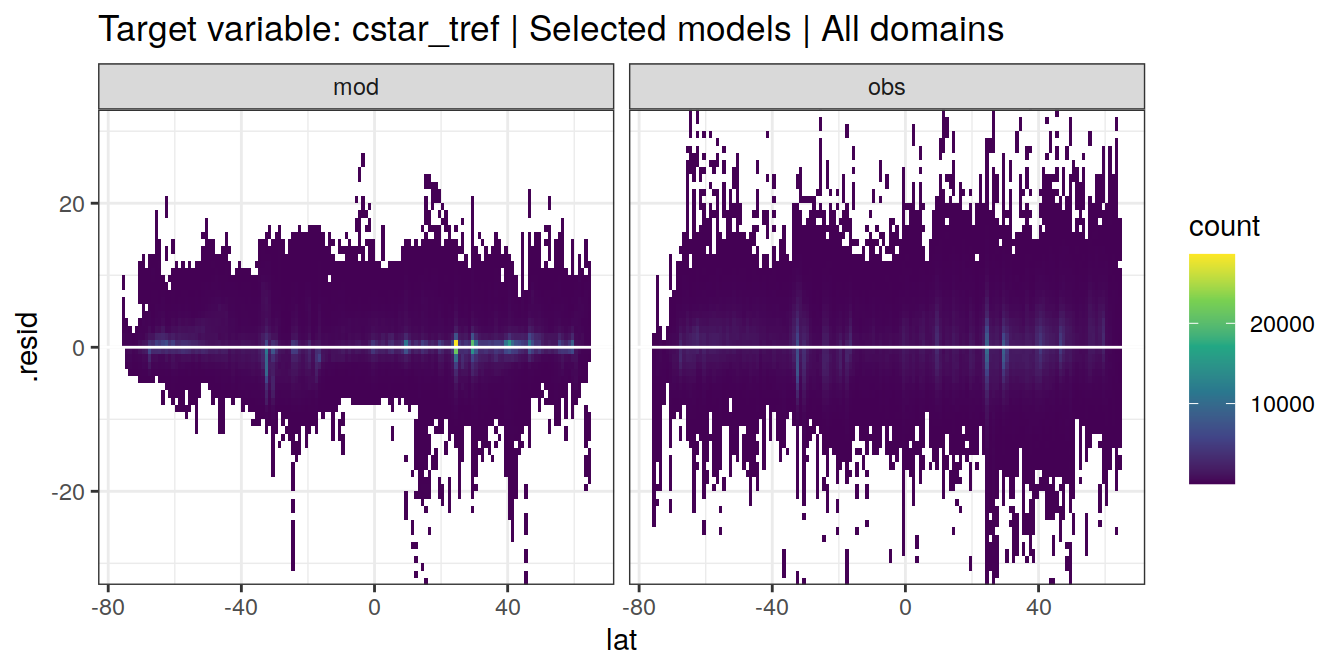 Target variable: cstar_tref | Selected models | All domains
mod
obs
.resid
20
0
-20
-80
-40
0
40
-80
-40
0
40
lat
count
20000
10000